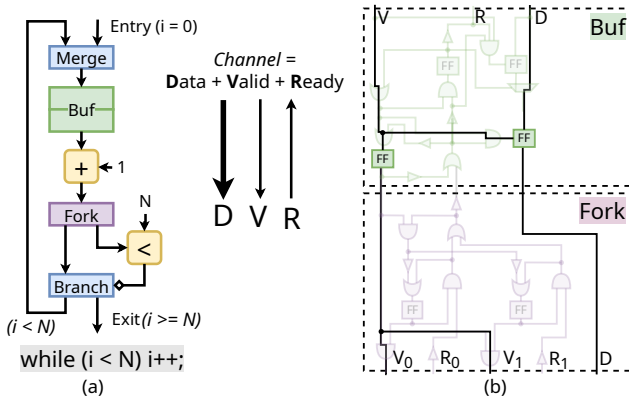 Entry (i = 0)
Merge
Buf
+
1
Fork
N
<
Branch
(i < N)
Exit(i >= N)
while (i < N) i++;
(a)
Channel =
Data + Valid + Ready
D V R
V R D
Buf
FF
FF
FF
FF
Fork
FF
FF
V0 R0 V1 R1 D
(b)